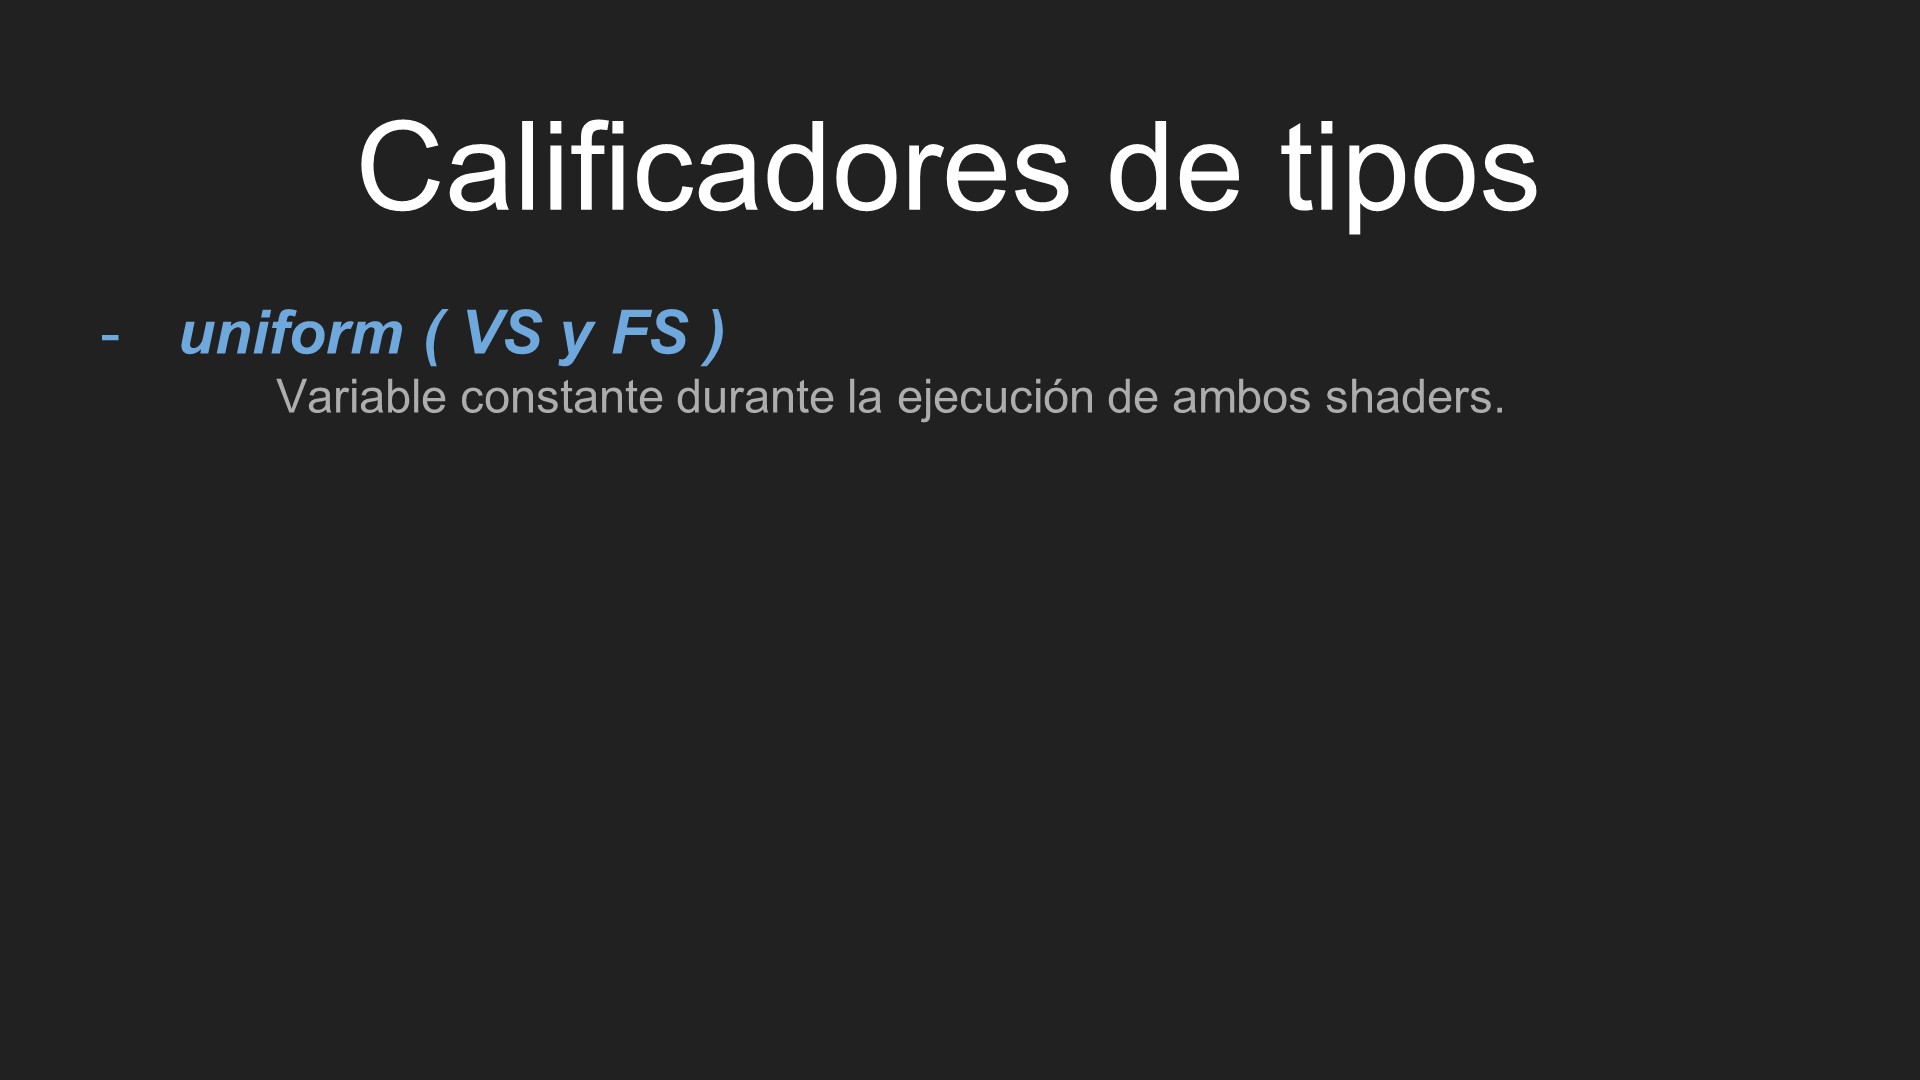 Calificadores de tipos
- uniform ( VS y FS )
Variable constante durante la ejecución de ambos shaders.